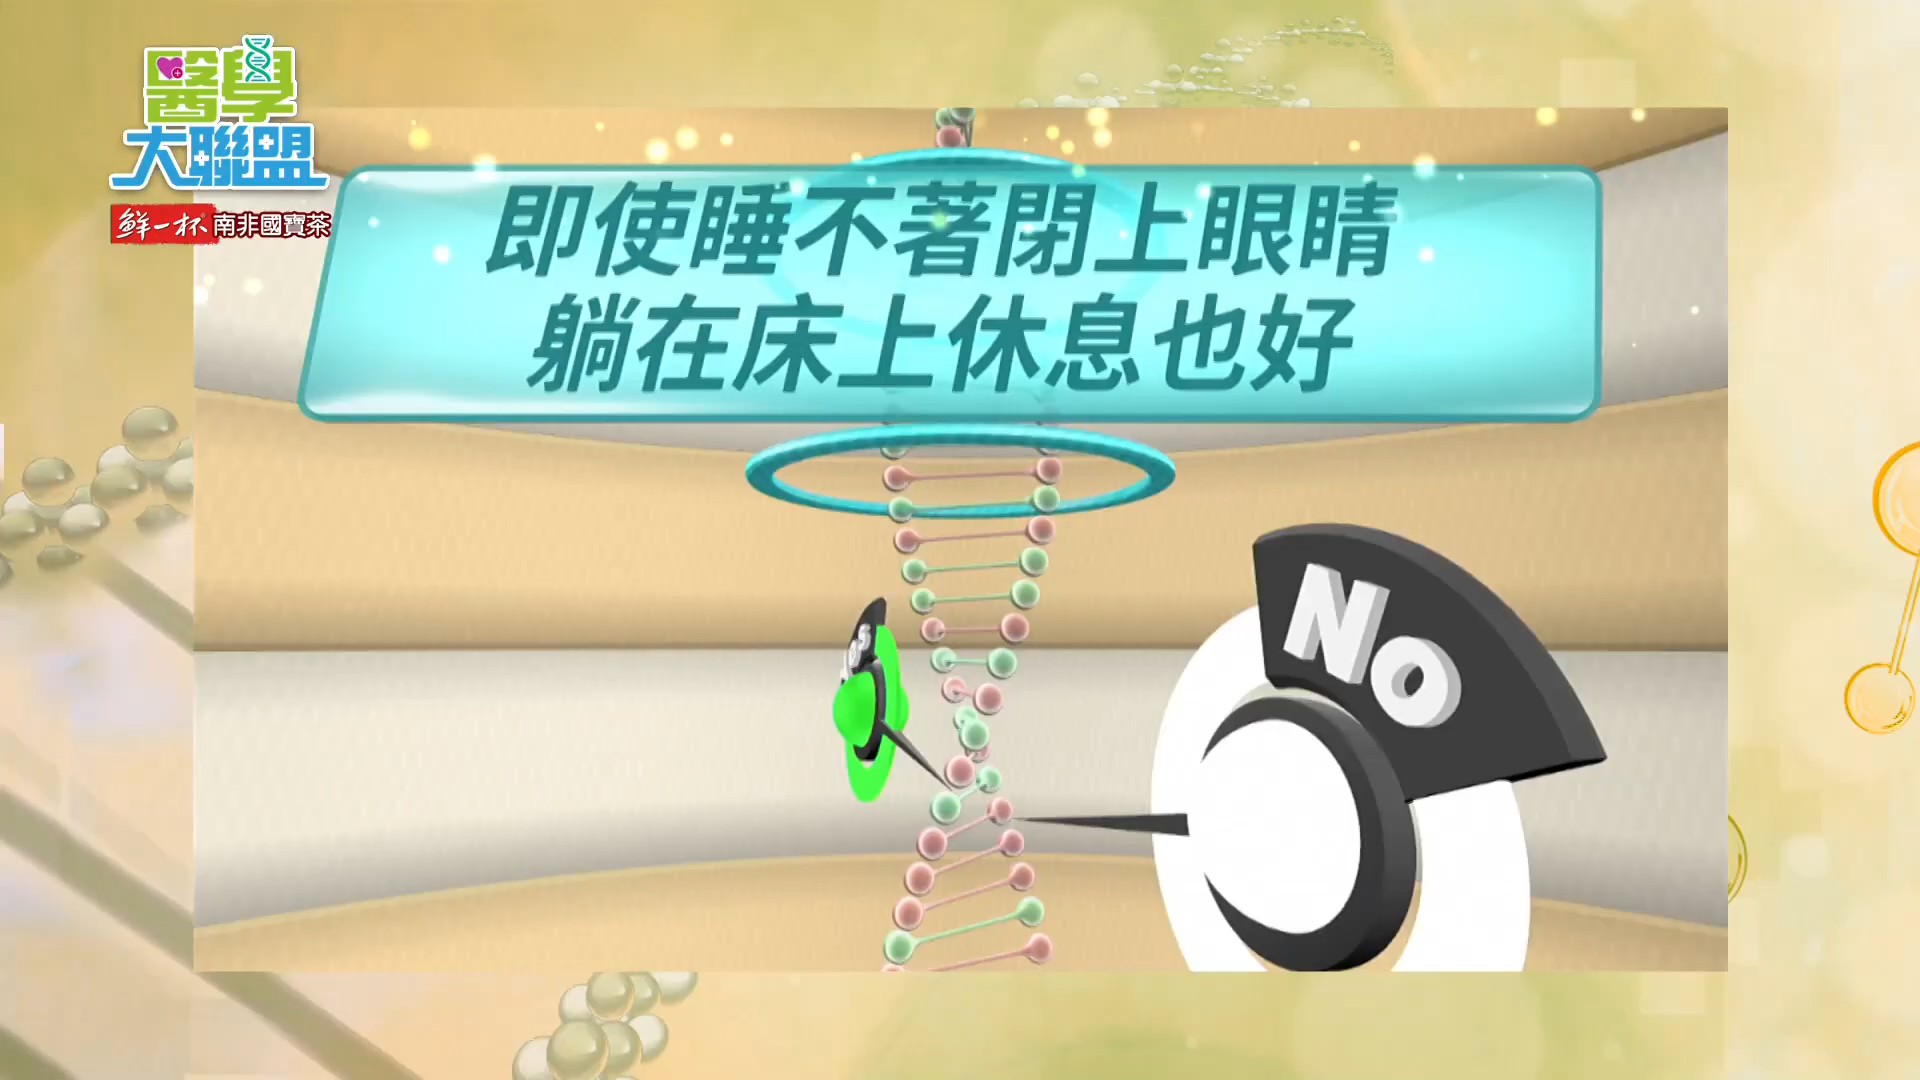 醫學
大聯盟
鮮一杯 南非國寶茶
即使睡不著閉上眼睛
躺在床上休息也好
NO